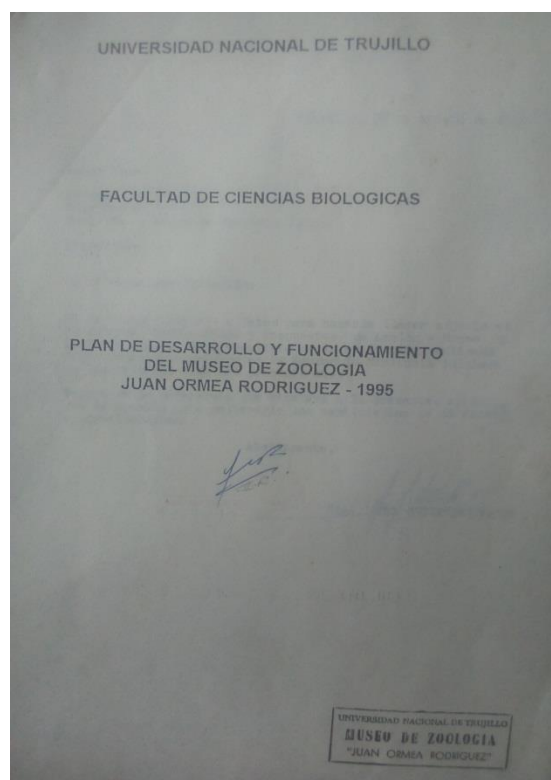 UNIVERSIDAD NACIONAL DE TRUJILLO
FACULTAD DE CIENCIAS BIOLOGICAS
PLAN DE DESARROLLO Y FUNCIONAMIENTO
DEL MUSEO DE ZOOLOGIA
JUAN ORMEA RODRIGUEZ - 1995
UNIVERSIDAD NACIONAL DE TRUJILLO
MUSEO DE ZOOLOGIA
"JUAN ORMEA RODRIGUEZ"